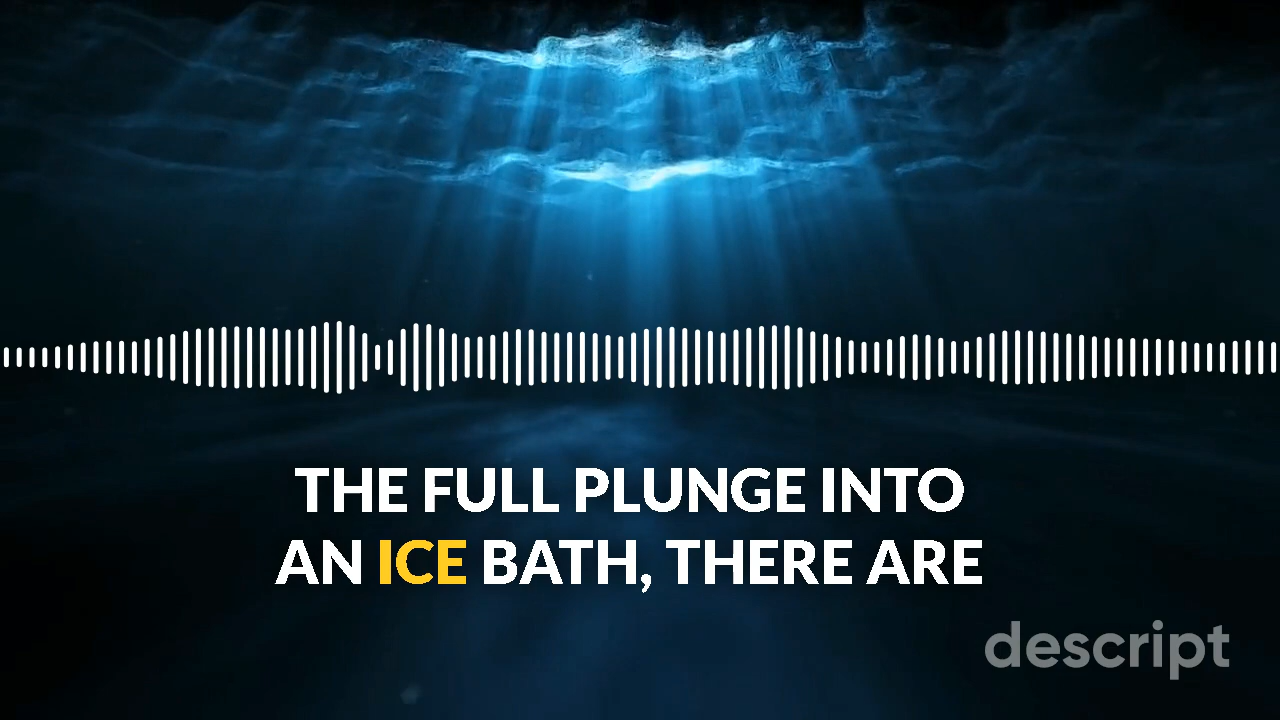 THE FULL PLUNGE INTO
AN ICE BATH, THERE ARE
descript